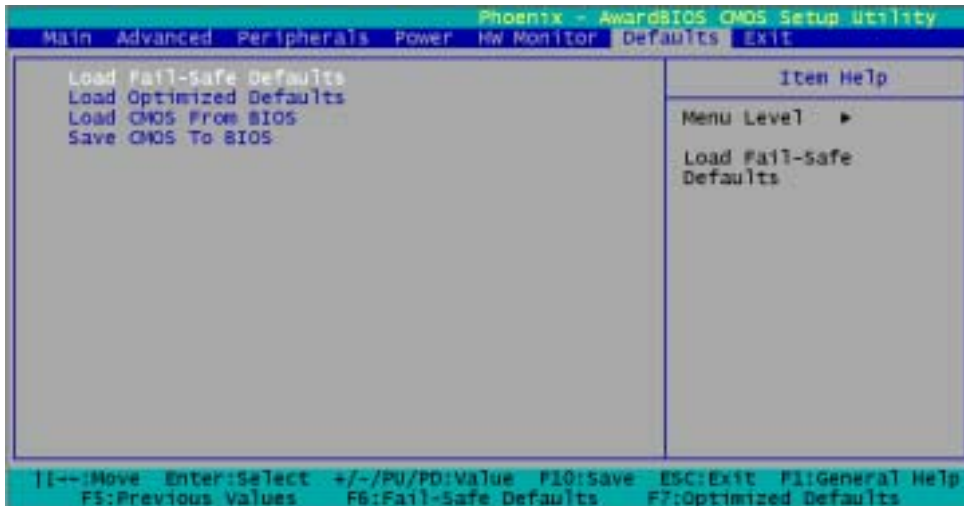 Phoenix - AwardBIOS CMOS Setup Utility
Main Advanced Peripherals Power HW Monitor Defaults Exit
Load Fail-Safe Defaults
Load Optimized Defaults
Load CMOS From BIOS
Save CMOS To BIOS
Item Help
Menu Level ►
Load Fail-Safe
Defaults
:Move Enter:Select +/-/PU/PD:Value F10:Save ESC:Exit F1:General Help
F5:Previous Values F6:Fail-Safe Defaults F7:Optimized Defaults